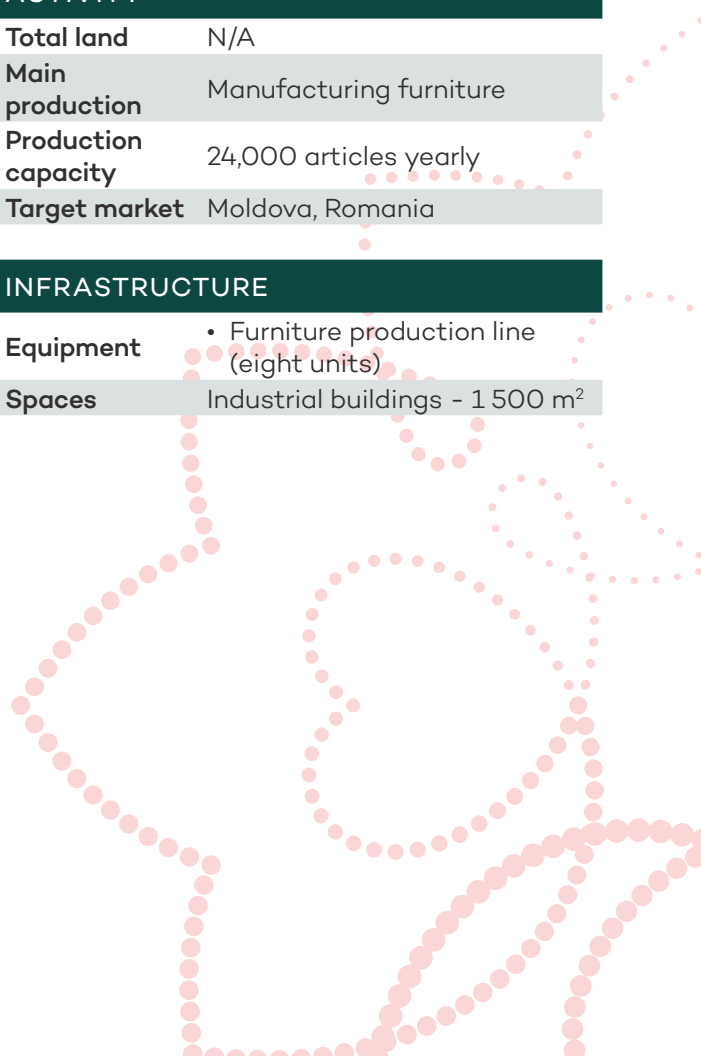 ACTIVITY
Total land N/A
Main
production Manufacturing furniture
Production
capacity 24,000 articles yearly
Target market Moldova, Romania
INFRASTRUCTURE
Equipment • Furniture production line
(eight units)
Spaces Industrial buildings - 1 500 m²